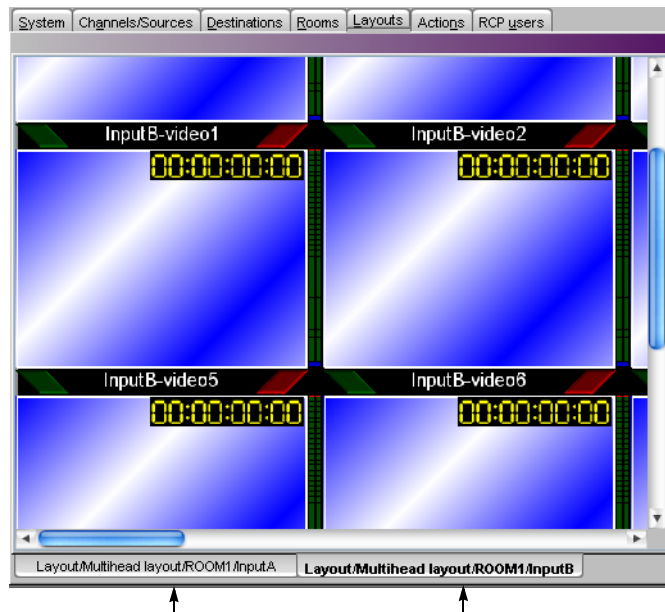 System Channels/Sources Destinations Rooms Layouts Actions RCP users
InputB-video1 InputB-video2
00:00:00:00 00:00:00:00
InputB-video5 InputB-video6
00:00:00:00 00:00:00:00
Layout/Multihead layout/ROOM1/InputA Layout/Multihead layout/ROOM1/InputB